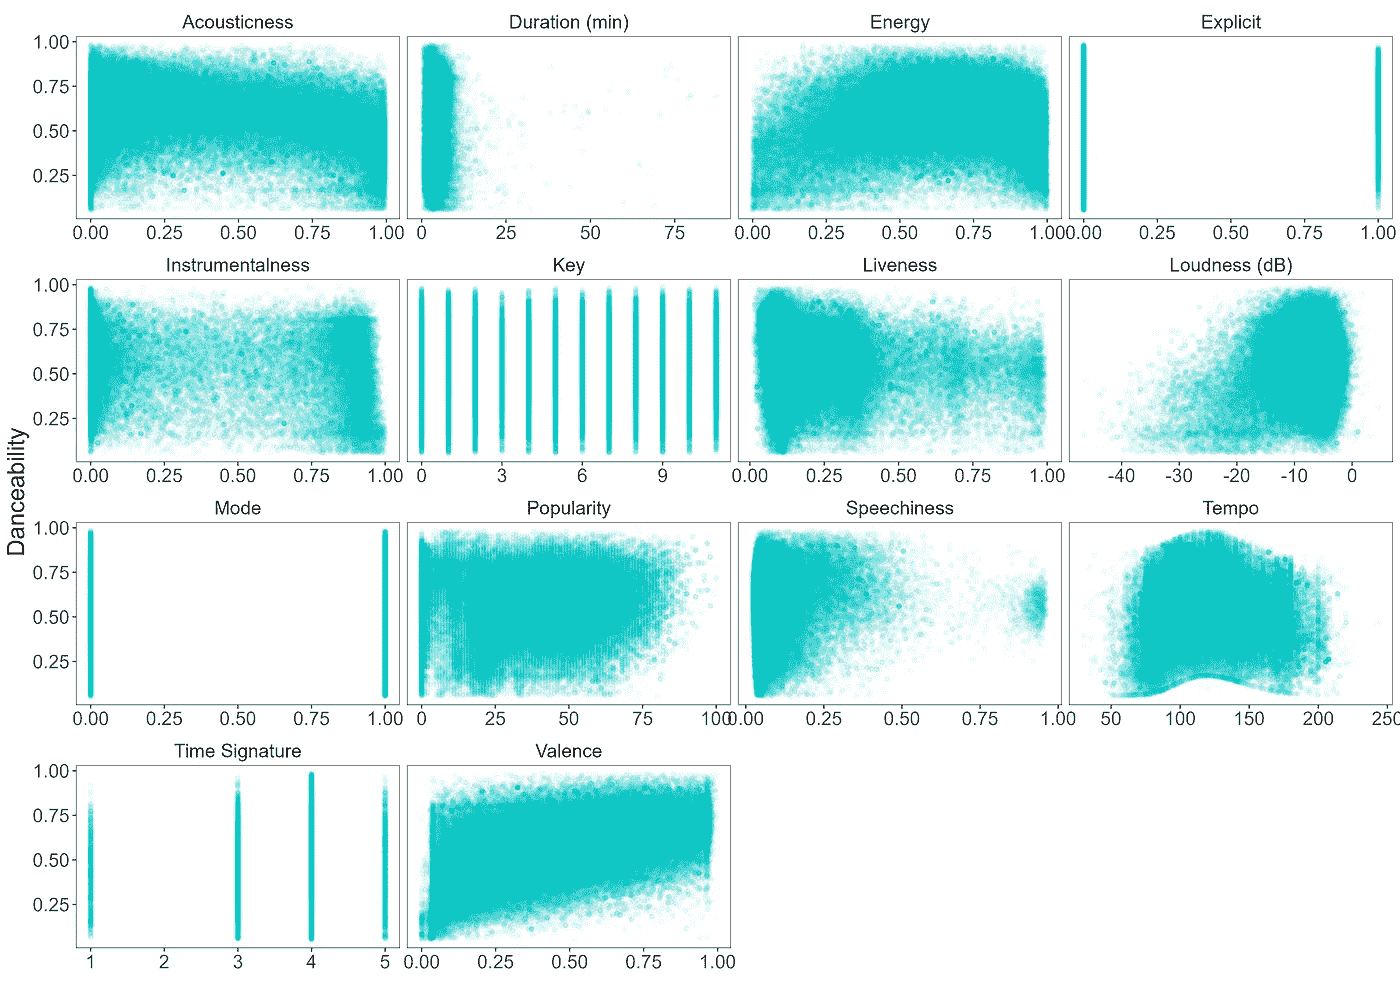 Acousticness Duration (min) Energy Explicit
1.00
0.75
0.50
0.25
0.00 0.25 0.50 0.75 1.00 0 25 50 75 0.00 0.25 0.50 0.75 1.00 0.00 0.25 0.50 0.75 1.00
Instrumentalness Key Liveness Loudness (dB)
1.00
0.75
0.50
0.25
0.00 0.25 0.50 0.75 1.00 0 3 6 9 0.00 0.25 0.50 0.75 1.00 -40 -30 -20 -10 0
Danceability
Mode Popularity Speechiness Tempo
1.00
0.75
0.50
0.25
0.00 0.25 0.50 0.75 1.00 0 25 50 75 100 0.00 0.25 0.50 0.75 1.00 50 100 150 200 250
Time Signature Valence
1.00
0.75
0.50
0.25
1 2 3 4 5 0.00 0.25 0.50 0.75 1.00